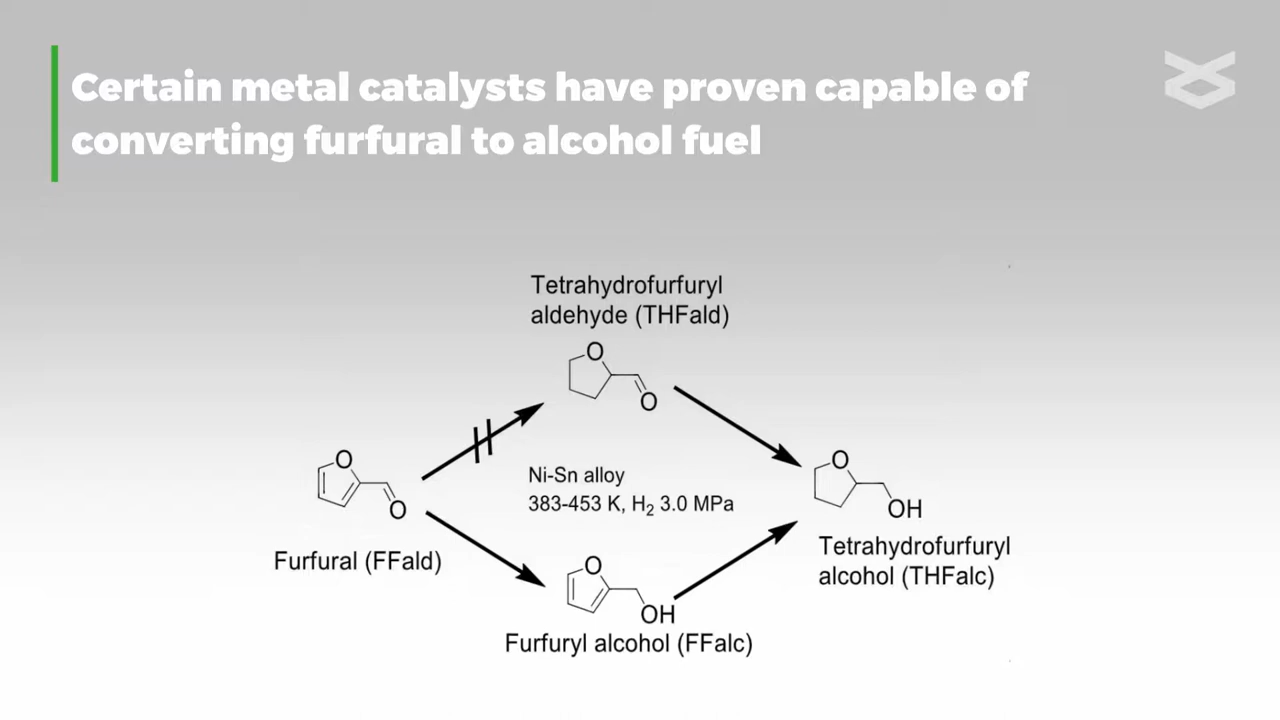 Certain metal catalysts have proven capable of
converting furfural to alcohol fuel
Tetrahydrofurfuryl
aldehyde (THFald)
O
O
O
O
Furfural (FFald)
Ni-Sn alloy
383-453 K, H₂ 3.0 MPa
O
OH
Tetrahydrofurfuryl
alcohol (THFalc)
O
OH
Furfuryl alcohol (FFalc)